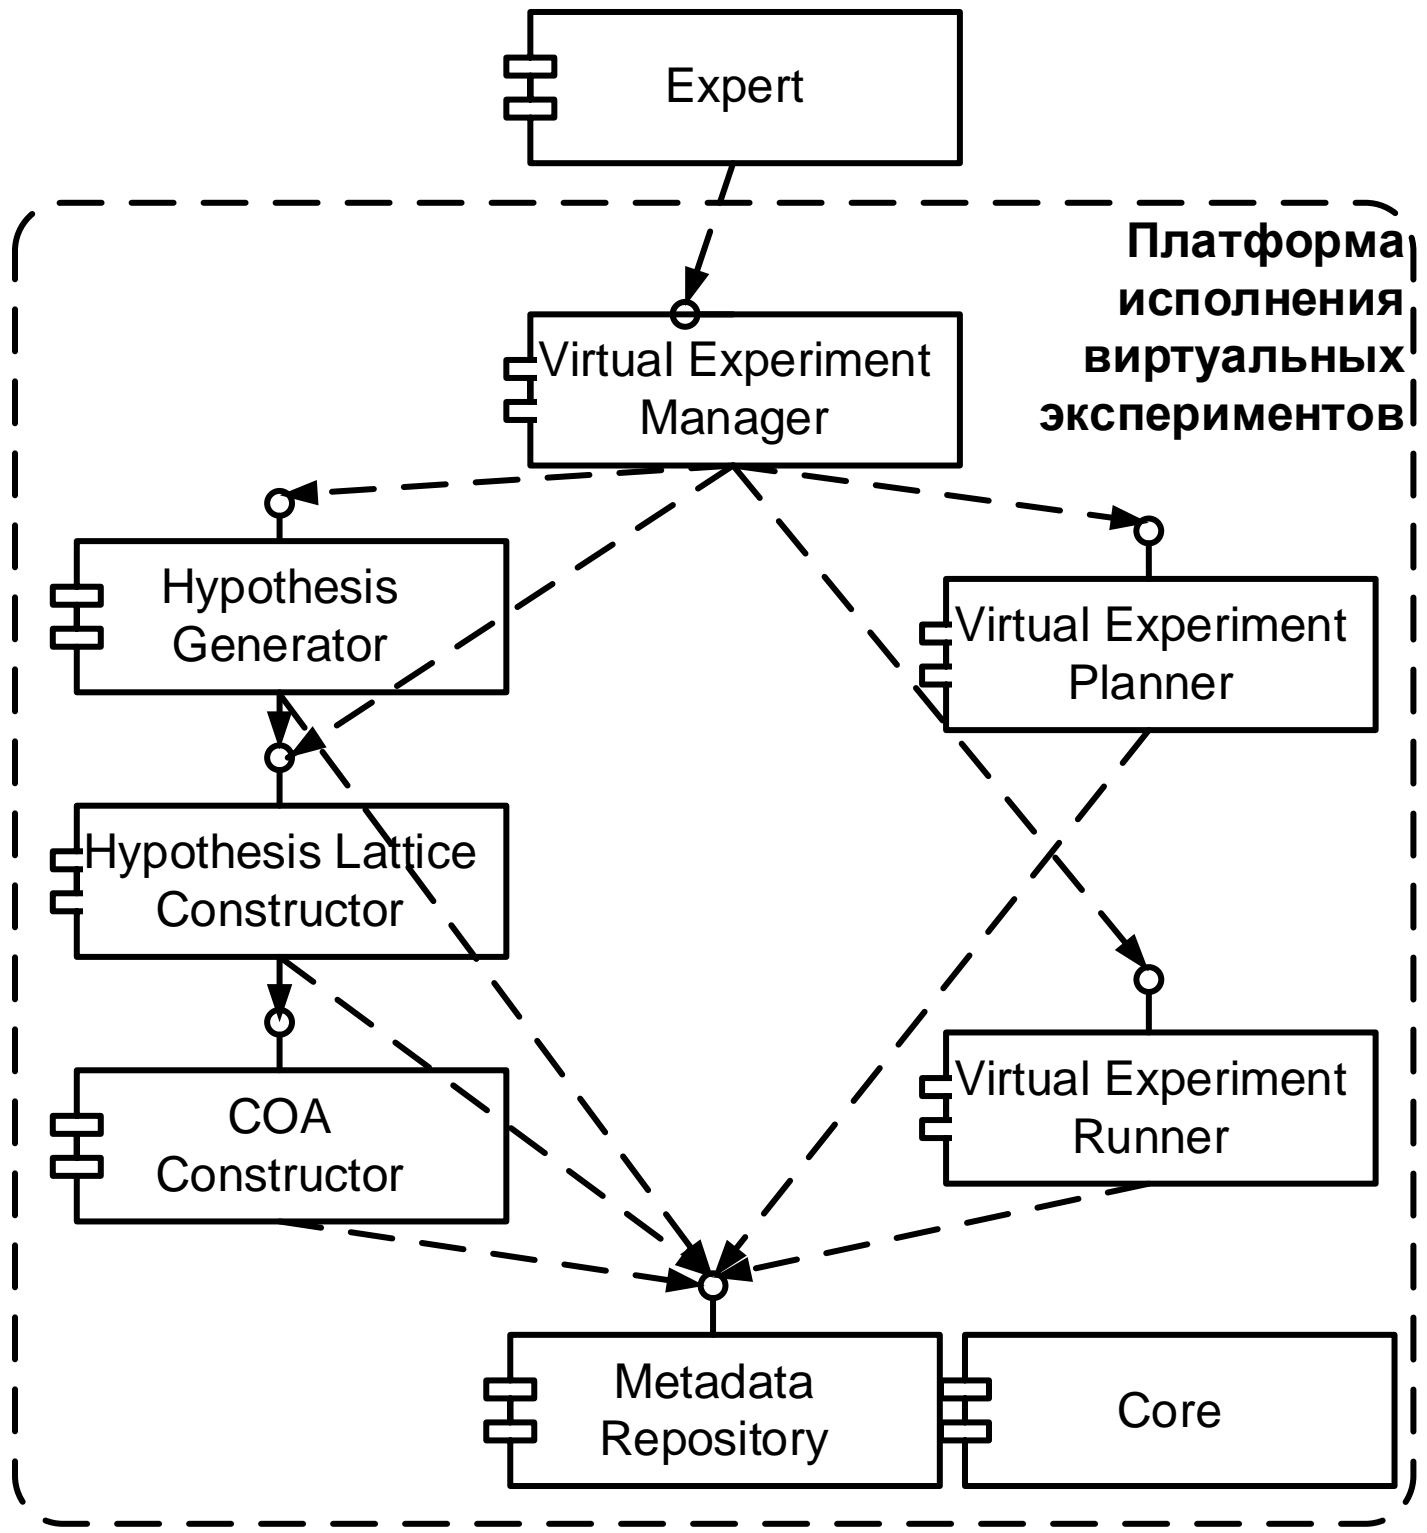 Expert
Платформа
исполнения
виртуальных
экспериментов
Virtual Experiment
Manager
Hypothesis
Generator
Virtual Experiment
Planner
Hypothesis Lattice
Constructor
COA
Constructor
Virtual Experiment
Runner
Metadata
Repository
Core